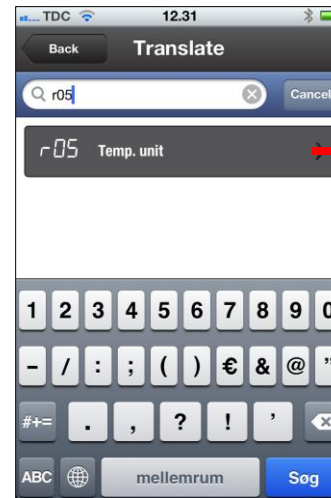 TDC 12.31
Back Translate
r05 Cancel
r05 Temp. unit
1 2 3 4 5 6 7 8 9 0
- / : ; ( ) € & @ "
#+= . , ? ! '
ABC mellemrum Søg